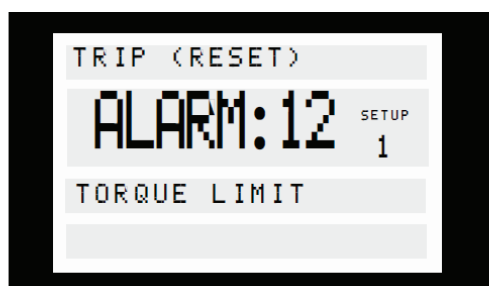 TRIP (RESET)
ALARM:12 SETUP 1
TORQUE LIMIT